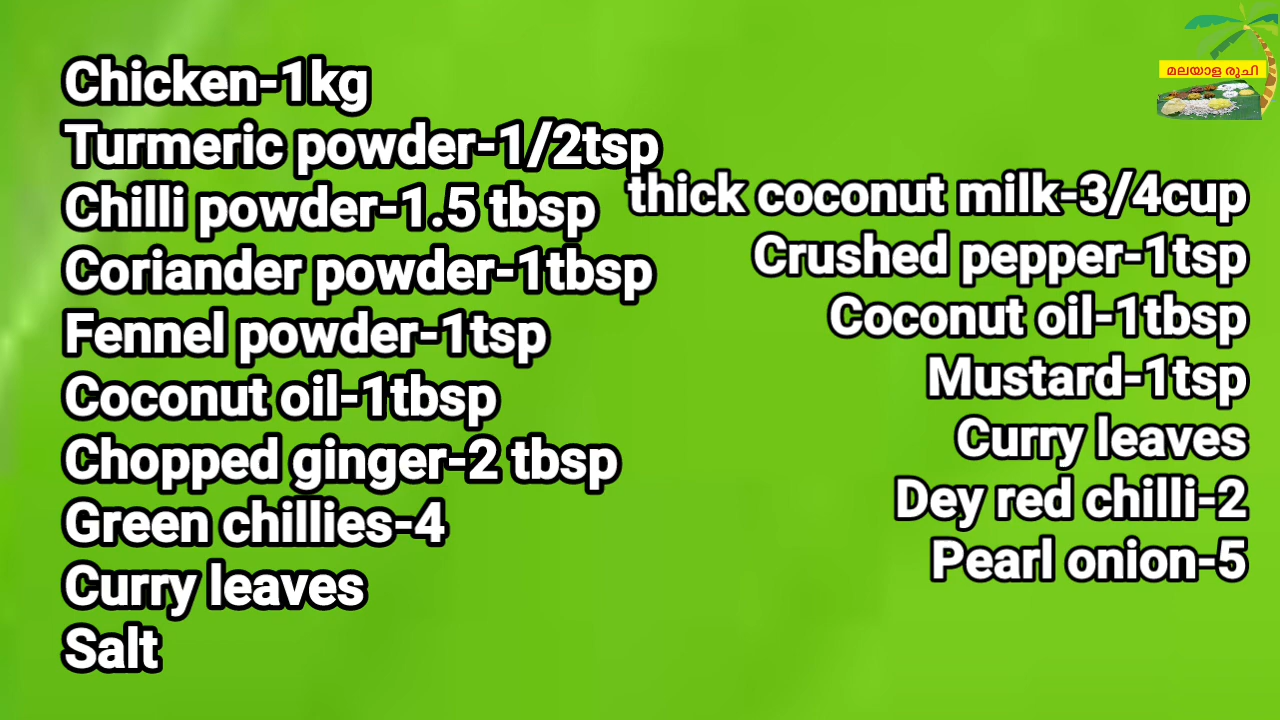 മലയാള രുചി
Chicken-1kg
Turmeric powder-1/2tsp
Chilli powder-1.5 tbsp
Coriander powder-1tbsp
Fennel powder-1tsp
Coconut oil-1tbsp
Chopped ginger-2 tbsp
Green chillies-4
Curry leaves
Salt
thick coconut milk-3/4cup
Crushed pepper-1tsp
Coconut oil-1tbsp
Mustard-1tsp
Curry leaves
Dey red chilli-2
Pearl onion-5